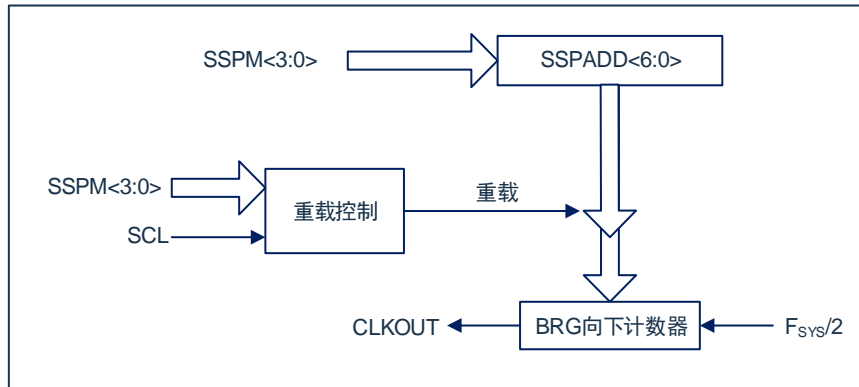 SSPM<3:0>
SSPADD<6:0>
SSPM<3:0>
重载控制
重载
SCL
CLKOUT
BRG向下计数器
FSYS/2